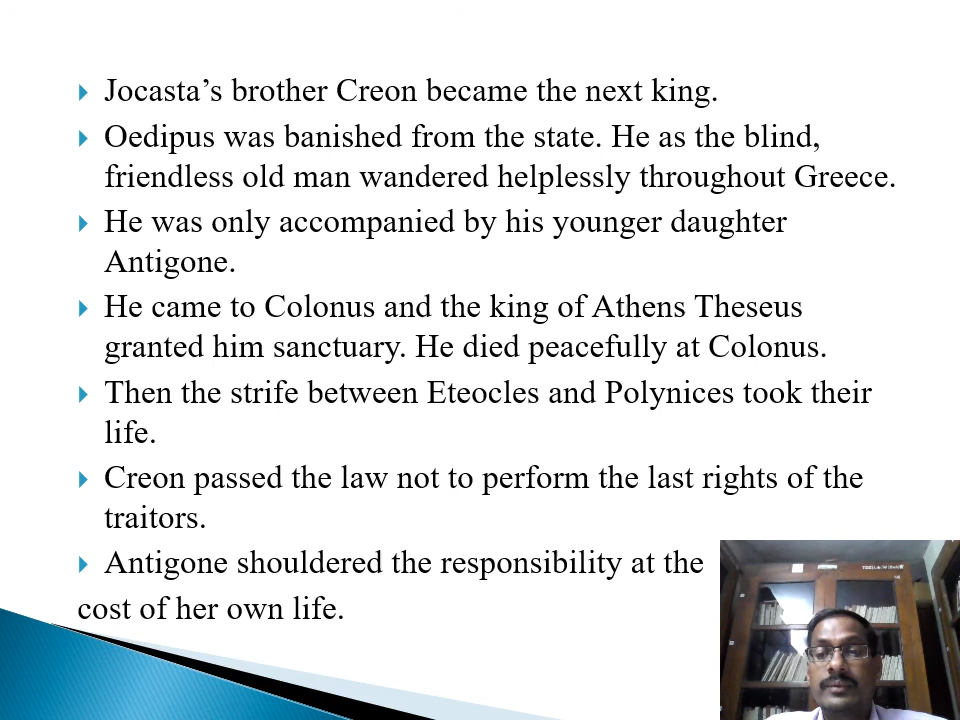 Jocasta’s brother Creon became the next king.
Oedipus was banished from the state. He as the blind,
friendless old man wandered helplessly throughout Greece.
He was only accompanied by his younger daughter
Antigone.
He came to Colonus and the king of Athens Theseus
granted him sanctuary. He died peacefully at Colonus.
Then the strife between Eteocles and Polynices took their
life.
Creon passed the law not to perform the last rights of the
traitors.
Antigone shouldered the responsibility at the
cost of her own life.